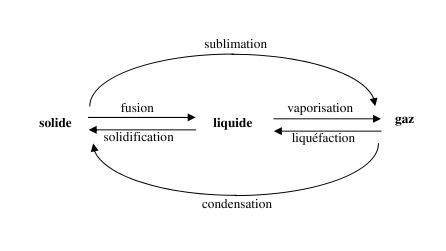 sublimation
fusion
vaporisation
solide
liquide
gaz
solidification
liquéfaction
condensation